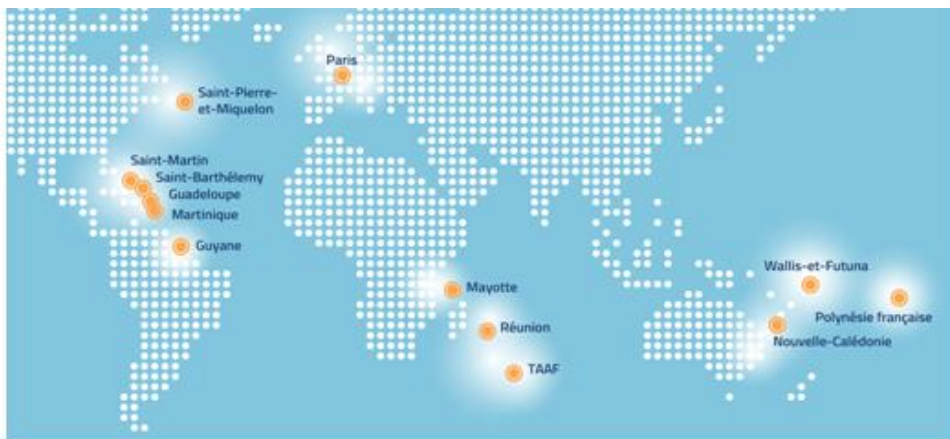 Paris
Saint-Pierre-
et-Miquelon
Saint-Martin
Saint-Barthêlemy
Guadeloupe
Martinique
Guyane
Mayotte
Réunion
TAAF
Wallis-et-Futuna
Polynésie française
Nouvelle-Calédonie